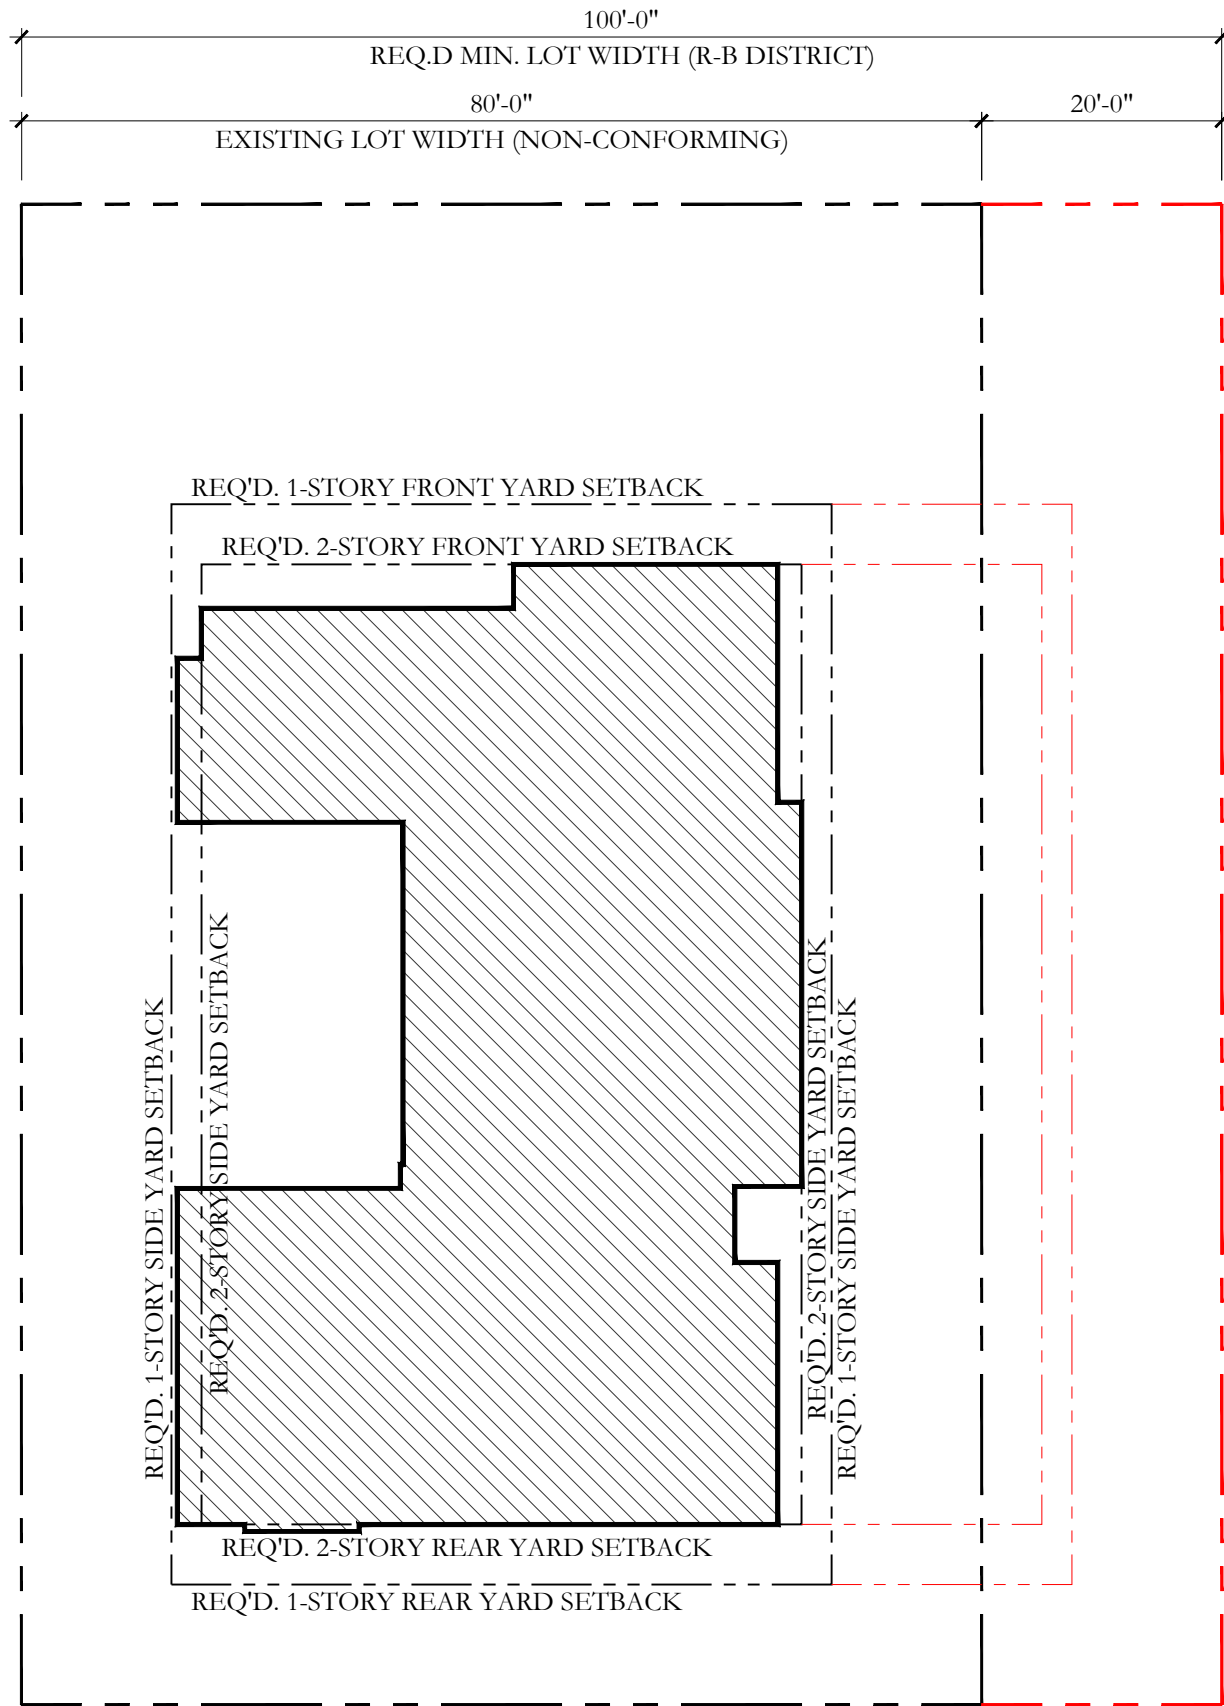 100'-0"
REQ.D MIN. LOT WIDTH (R-B DISTRICT)
80'-0"
20'-0"
EXISTING LOT WIDTH (NON-CONFORMING)
REQ'D. 1-STORY FRONT YARD SETBACK
REQ'D. 2-STORY FRONT YARD SETBACK
REQ'D. 1-STORY SIDE YARD SETBACK
REQ'D. 2-STORY SIDE YARD SETBACK
REQ'D. 2-STORY SIDE YARD SETBACK
REQ'D. 1-STORY SIDE YARD SETBACK
REQ'D. 2-STORY REAR YARD SETBACK
REQ'D. 1-STORY REAR YARD SETBACK